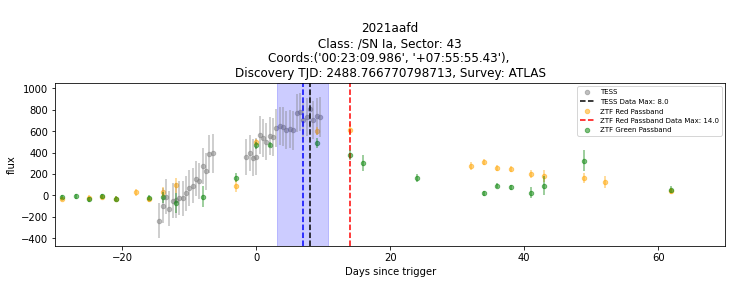 2021aafd
Class: /SN Ia, Sector: 43
Coords:('00:23:09.986', '+07:55:55.43'),
Discovery TJD: 2488.766770798713, Survey: ATLAS
TESS
TESS Data Max: 8.0
ZTF Red Passband
ZTF Red Passband Data Max: 14.0
ZTF Green Passband
flux
1000
800
600
400
200
0
−200
−400
−20
0
20
40
60
Days since trigger